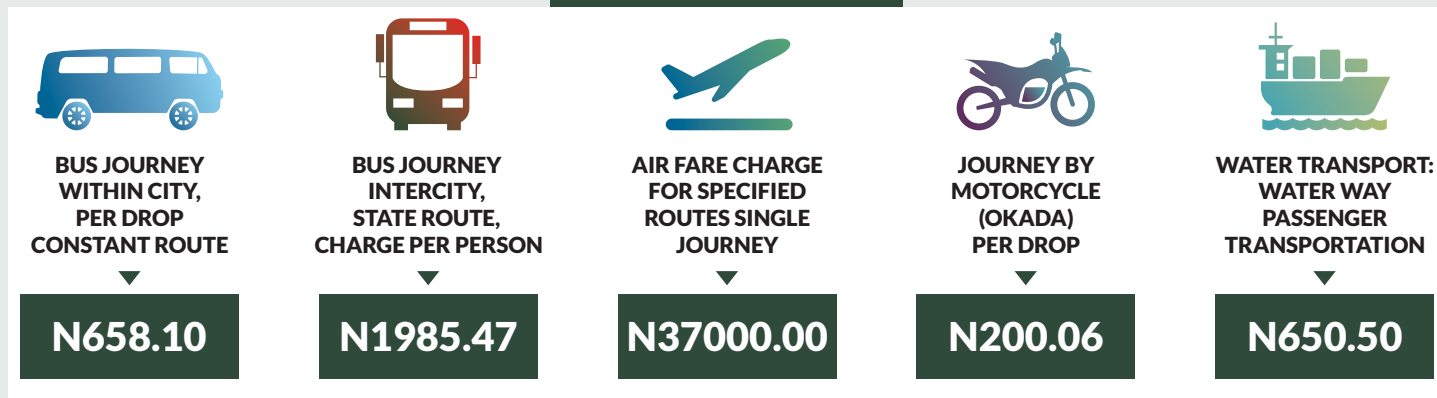 BUS JOURNEY
WITHIN CITY,
PER DROP
CONSTANT ROUTE
N658.10
BUS JOURNEY
INTERCITY,
STATE ROUTE,
CHARGE PER PERSON
N1985.47
AIR FARE CHARGE
FOR SPECIFIED
ROUTES SINGLE
JOURNEY
N37000.00
JOURNEY BY
MOTORCYCLE
(OKADA)
PER DROP
N200.06
WATER TRANSPORT:
WATER WAY
PASSENGER
TRANSPORTATION
N650.50